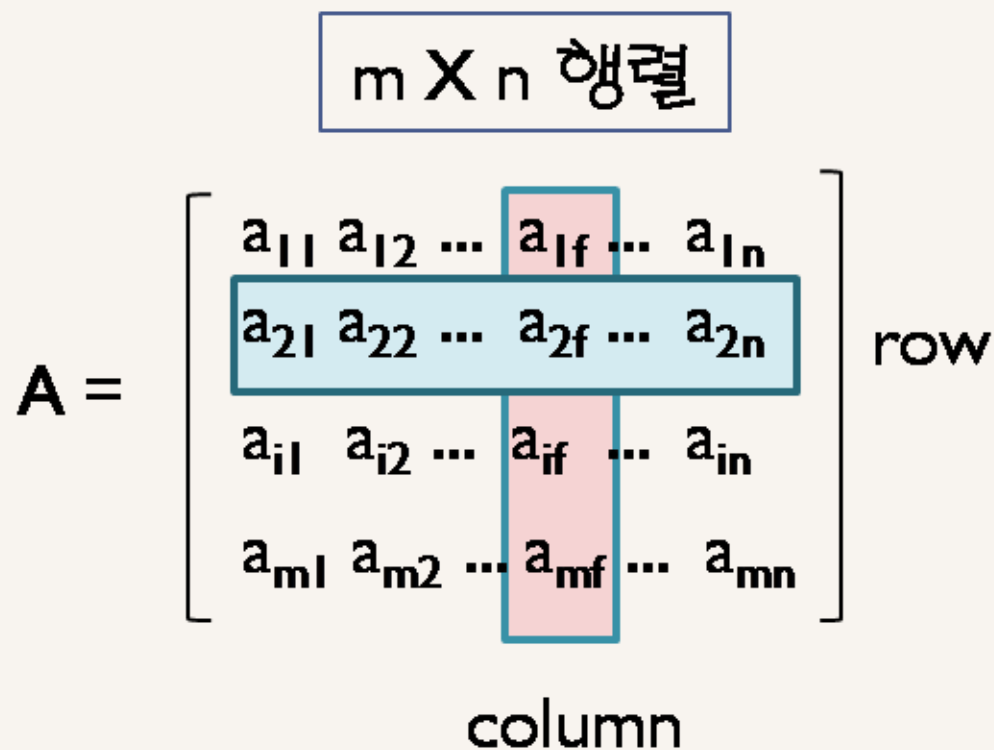 m X n 행렬
a11 a12 ... a1f ... a1n
a21 a22 ... a2f ... a2n
row
A =
ai1 ai2 ... aif ... ain
am1 am2 ... amf ... amn
column